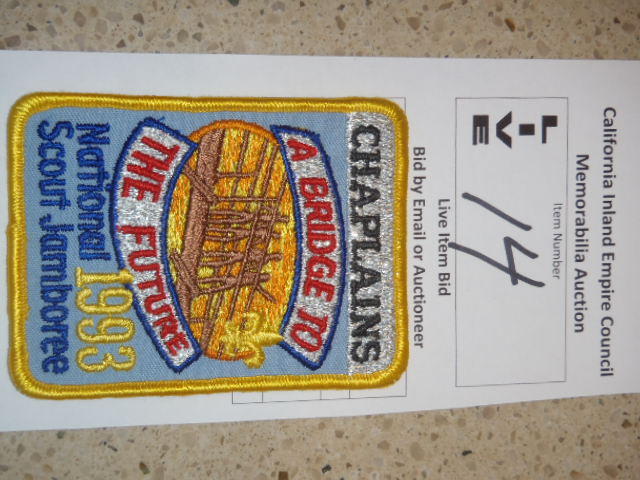 California Inland Empire Council
Memorabilia Auction
Item Number
LIVE
14
Live Item Bid
Bid by Email or Auctioneer
CHAPLAINS
A BRIDGE TO
THE FUTURE
1993
National
Scout Jamboree